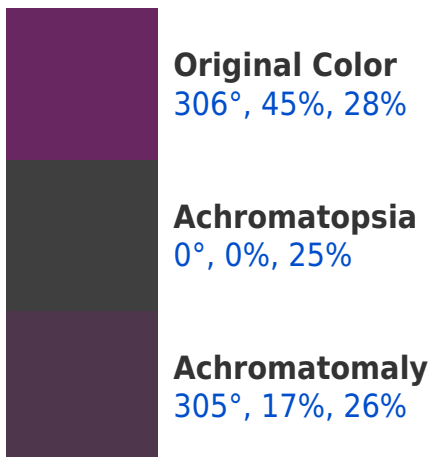 Original Color
306°, 45%, 28%
Achromatopsia
0°, 0%, 25%
Achromatomaly
305°, 17%, 26%